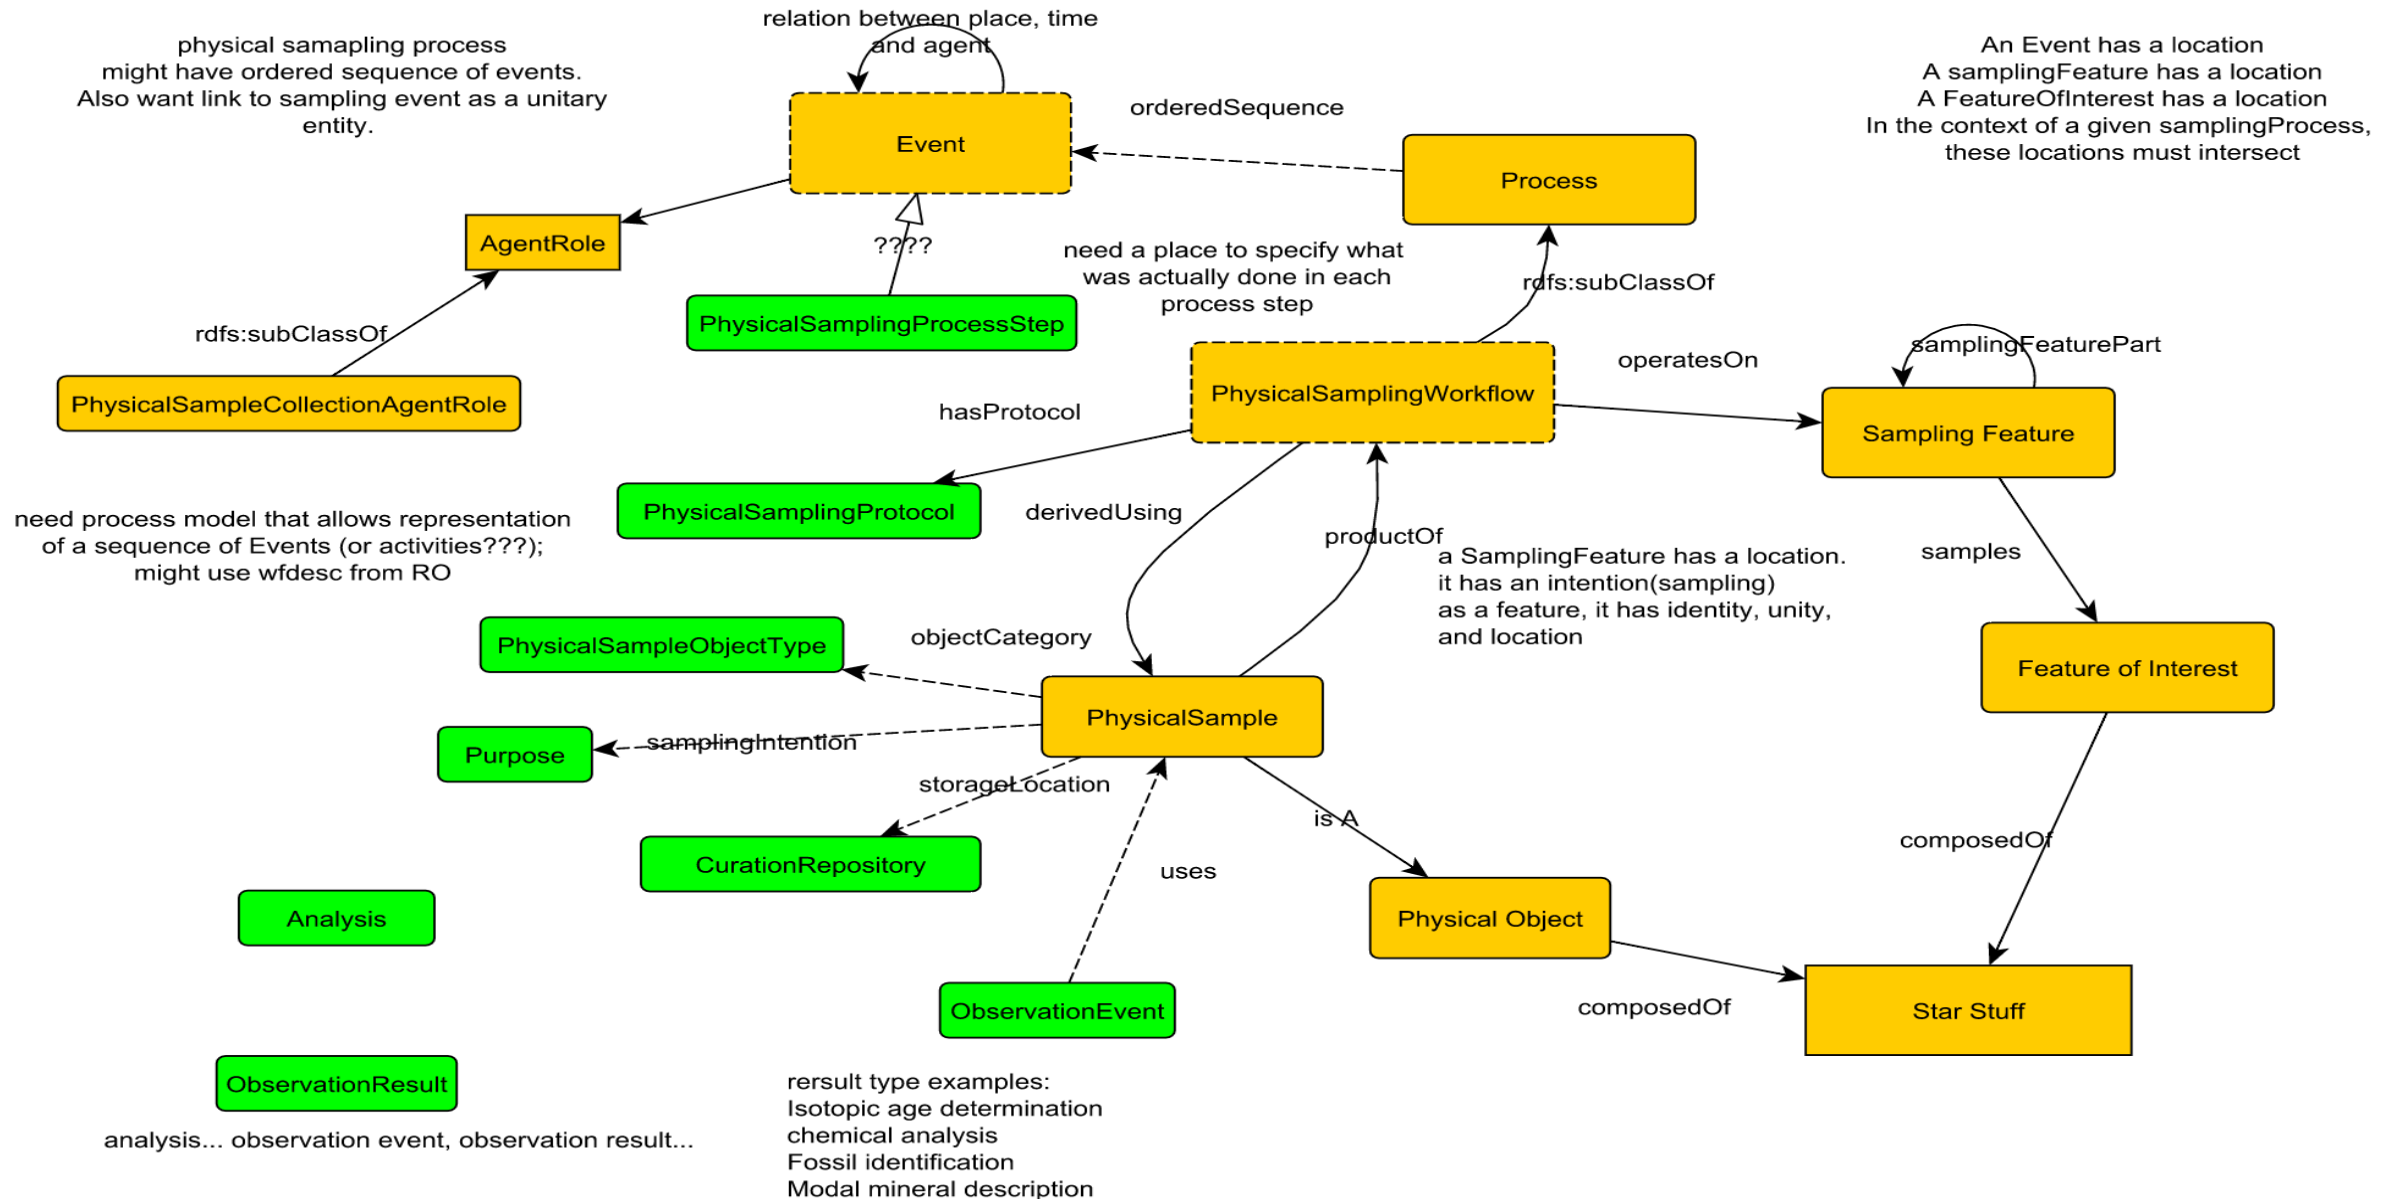 relation between place, time
and agent
physical samapling process
might have ordered sequence of events.
Also want link to sampling event as a unitary
entity.
An Event has a location
A samplingFeature has a location
A FeatureOfInterest has a location
In the context of a given samplingProcess,
these locations must intersect
orderedSequence
Event
Process
AgentRole
????
need a place to specify what
was actually done in each
process step
rdfs:subClassOf
PhysicalSamplingProcessStep
rdfs:subClassOf
samplingFeaturePart
operatesOn
PhysicalSampleCollectionAgentRole
PhysicalSamplingWorkflow
hasProtocol
Sampling Feature
PhysicalSamplingProtocol
derivedUsing
productOf
need process model that allows representation
of a sequence of Events (or activities???);
might use wfdesc from RO
a SamplingFeature has a location.
it has an intention(sampling)
as a feature, it has identity, unity,
and location
samples
PhysicalSampleObjectType
objectCategory
Feature of Interest
PhysicalSample
Purpose
samplingIntention
storageLocation
is A
composedOf
CurationRepository
uses
Analysis
Physical Object
ObservationEvent
composedOf
Star Stuff
ObservationResult
rersult type examples:
Isotopic age determination
chemical analysis
Fossil identification
Modal mineral description
analysis... observation event, observation result...